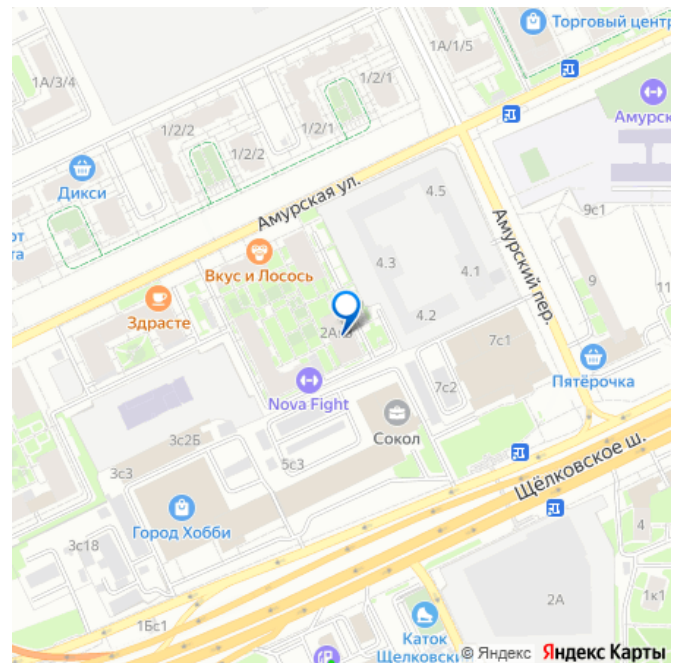 Торговый центр
1А/1/5
1А/3/4
1/2/1
Амурск
1/2/2
1/2/1
1/2/2
Дикси
Амурская ул.
4.5
9с1
Амурский пер.
от
та
Вкус и Лосось
4.3
4.1
9
11
Здрасте
4.2
7с1
Пятёрочка
7с2
Nova Fight
Сокол
3с2Б
5с3
3с3
Щёлковское ш.
Город Хобби
4
3с18
2А
1к1
1Бс1
Каток
Щелковски
© Яндекс Яндекс Карты